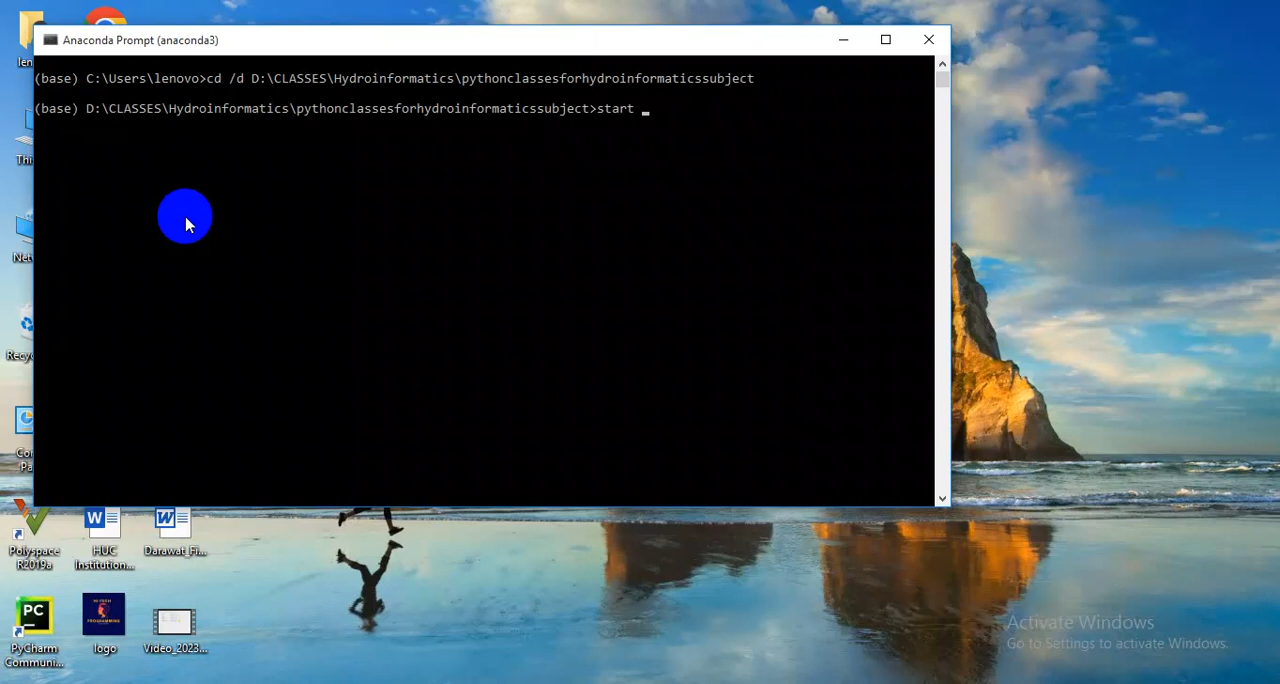 Anaconda Prompt (anaconda3)
(base) C:\Users\lenovo>cd /d D:\CLASSES\Hydroinformatics\pythonclassesforhydroinformaticssubject
(base) D:\CLASSES\Hydroinformatics\pythonclassesforhydroinformaticssubject>start
Polyspace
R2019a
HUC
Institution...
W
Darawat_Fi...
W
PC
PyCharm
Communi...
logo
Video_2023...
Activate Windows
Go to Settings to activate Windows.